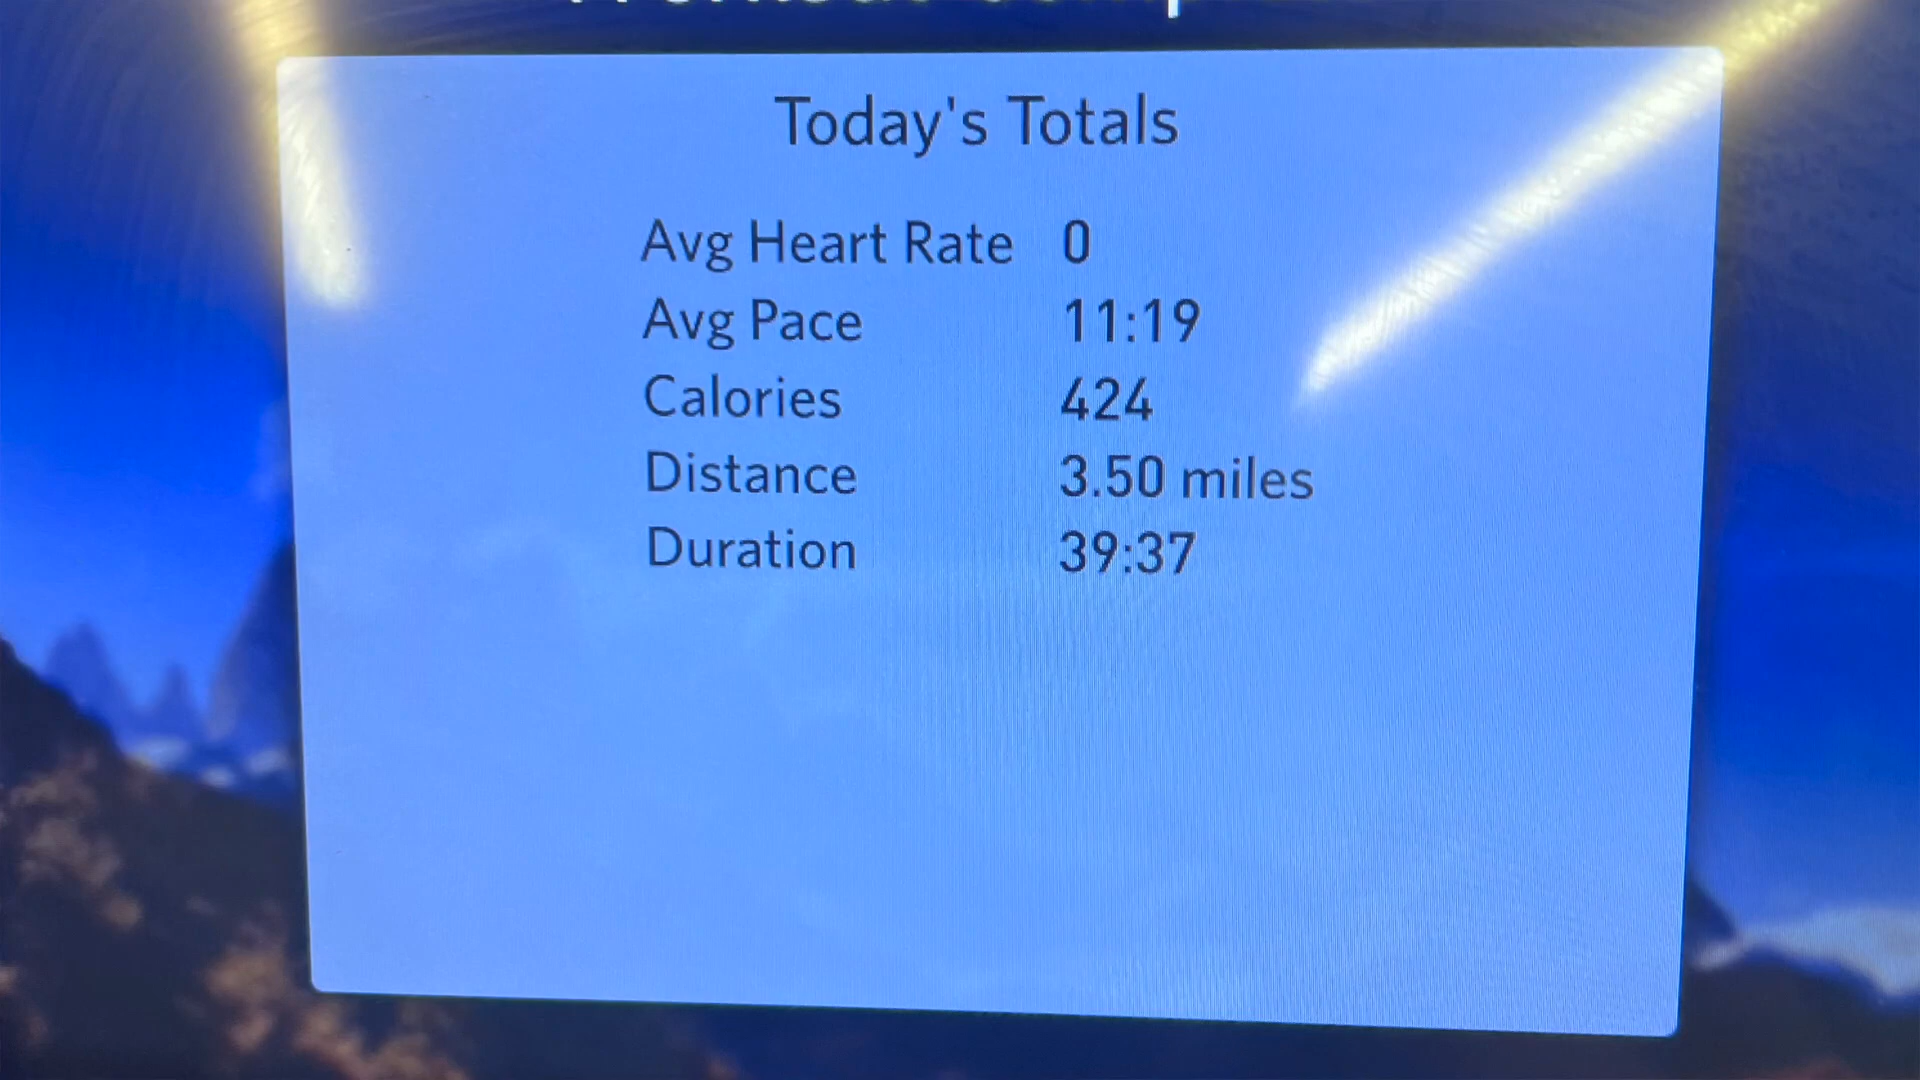 Today's Totals
Avg Heart Rate 0
Avg Pace 11:19
Calories 424
Distance 3.50 miles
Duration 39:37